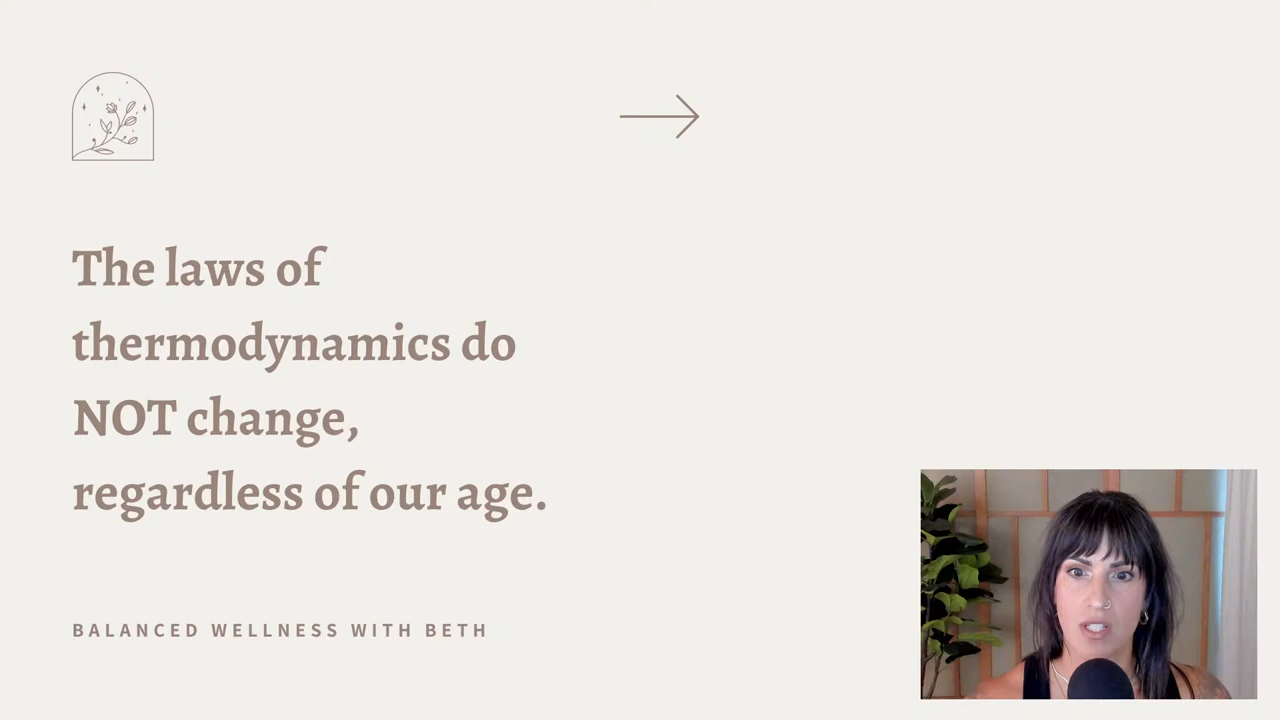 The laws of
thermodynamics do
NOT change,
regardless of our age.
BALANCED WELLNESS WITH BETH